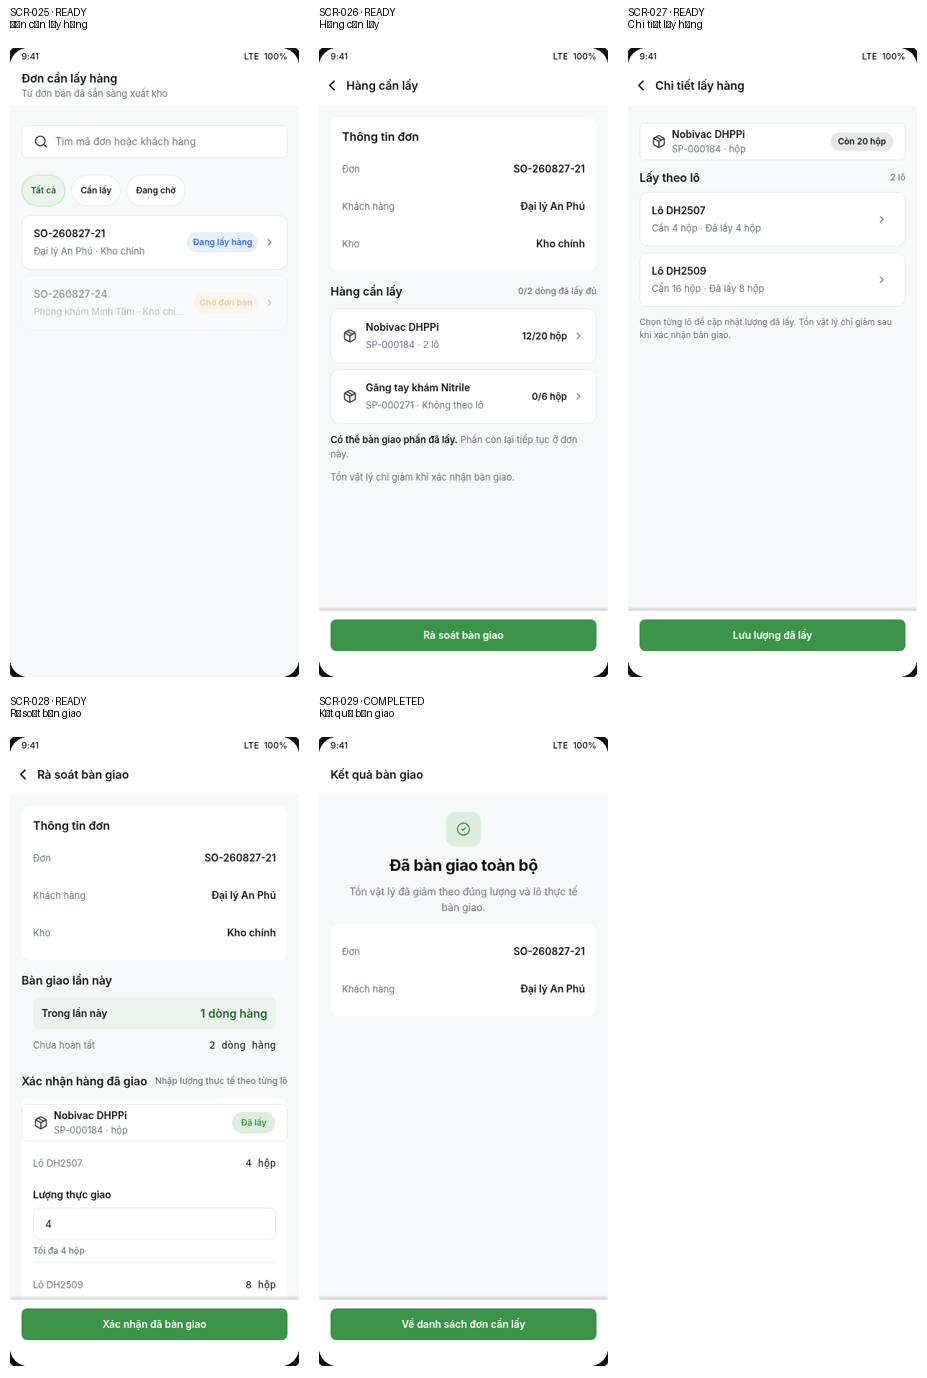 SCR-025 · READY
9:41
LTE 100%
Đơn cần lấy hàng
Từ đơn bán đã sẵn sàng xuất kho
Tìm mã đơn hoặc khách hàng
Tất cả
Cần lấy
Đang chờ
SO-260827-21
Đại lý An Phú · Kho chính
Đang lấy hàng
SO-260827-24
Phòng khám Minh Tâm · Kho chí...
Chờ đơn bán
SCR-026 · READY
9:41
LTE 100%
Hàng cần lấy
Thông tin đơn
Đơn
SO-260827-21
Khách hàng
Đại lý An Phú
Kho
Kho chính
Hàng cần lấy
0/2 dòng đã lấy đủ
Nobivac DHPPi
SP-000184 · 2 lô
12/20 hộp
Găng tay khám Nitrile
SP-000271 · Không theo lô
0/6 hộp
Có thể bàn giao phần đã lấy. Phần còn lại tiếp tục ở đơn
này.
Tồn vật lý chỉ giảm khi xác nhận bàn giao.
Rà soát bàn giao
SCR-027 · READY
9:41
LTE 100%
Chi tiết lấy hàng
Nobivac DHPPi
SP-000184 · hộp
Còn 20 hộp
Lấy theo lô
2 lô
Lô DH2507
Cần 4 hộp · Đã lấy 4 hộp
Lô DH2509
Cần 16 hộp · Đã lấy 8 hộp
Chọn từng lô để cập nhật lượng đã lấy. Tồn vật lý chỉ giảm sau
khi xác nhận bàn giao.
Lưu lượng đã lấy
SCR-028 · READY
9:41
LTE 100%
Rà soát bàn giao
Thông tin đơn
Đơn
SO-260827-21
Khách hàng
Đại lý An Phú
Kho
Kho chính
Bàn giao lần này
Trong lần này
1 dòng hàng
Chưa hoàn tất
2 dòng hàng
Xác nhận hàng đã giao
Nhập lượng thực tế theo từng lô
Nobivac DHPPi
SP-000184 · hộp
Đã lấy
Lô DH2507
4 hộp
Lượng thực giao
4
Tối đa 4 hộp
Lô DH2509
8 hộp
Xác nhận đã bàn giao
SCR-029 · COMPLETED
9:41
LTE 100%
Kết quả bàn giao
Đã bàn giao toàn bộ
Tồn vật lý đã giảm theo đúng lượng và lô thực tế
bàn giao.
Đơn
SO-260827-21
Khách hàng
Đại lý An Phú
Về danh sách đơn cần lấy